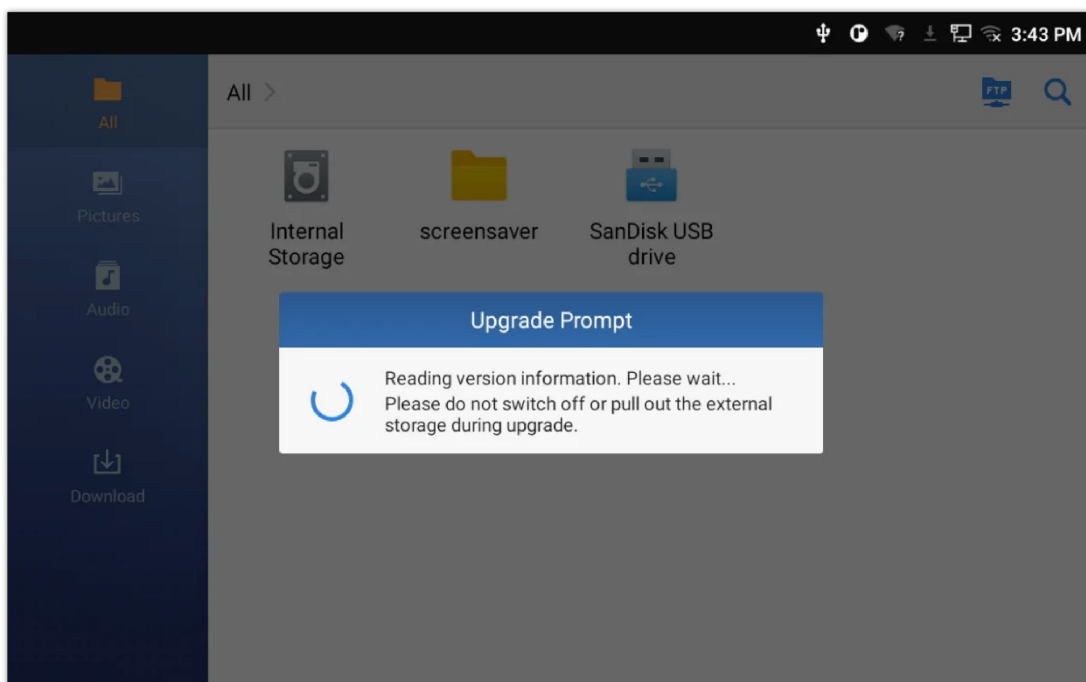 3:43 PM
All
All >
FTP
Pictures
Audio
Video
Download
Internal
Storage
screensaver
SanDisk USB
drive
Upgrade Prompt
Reading version information. Please wait...
Please do not switch off or pull out the external
storage during upgrade.